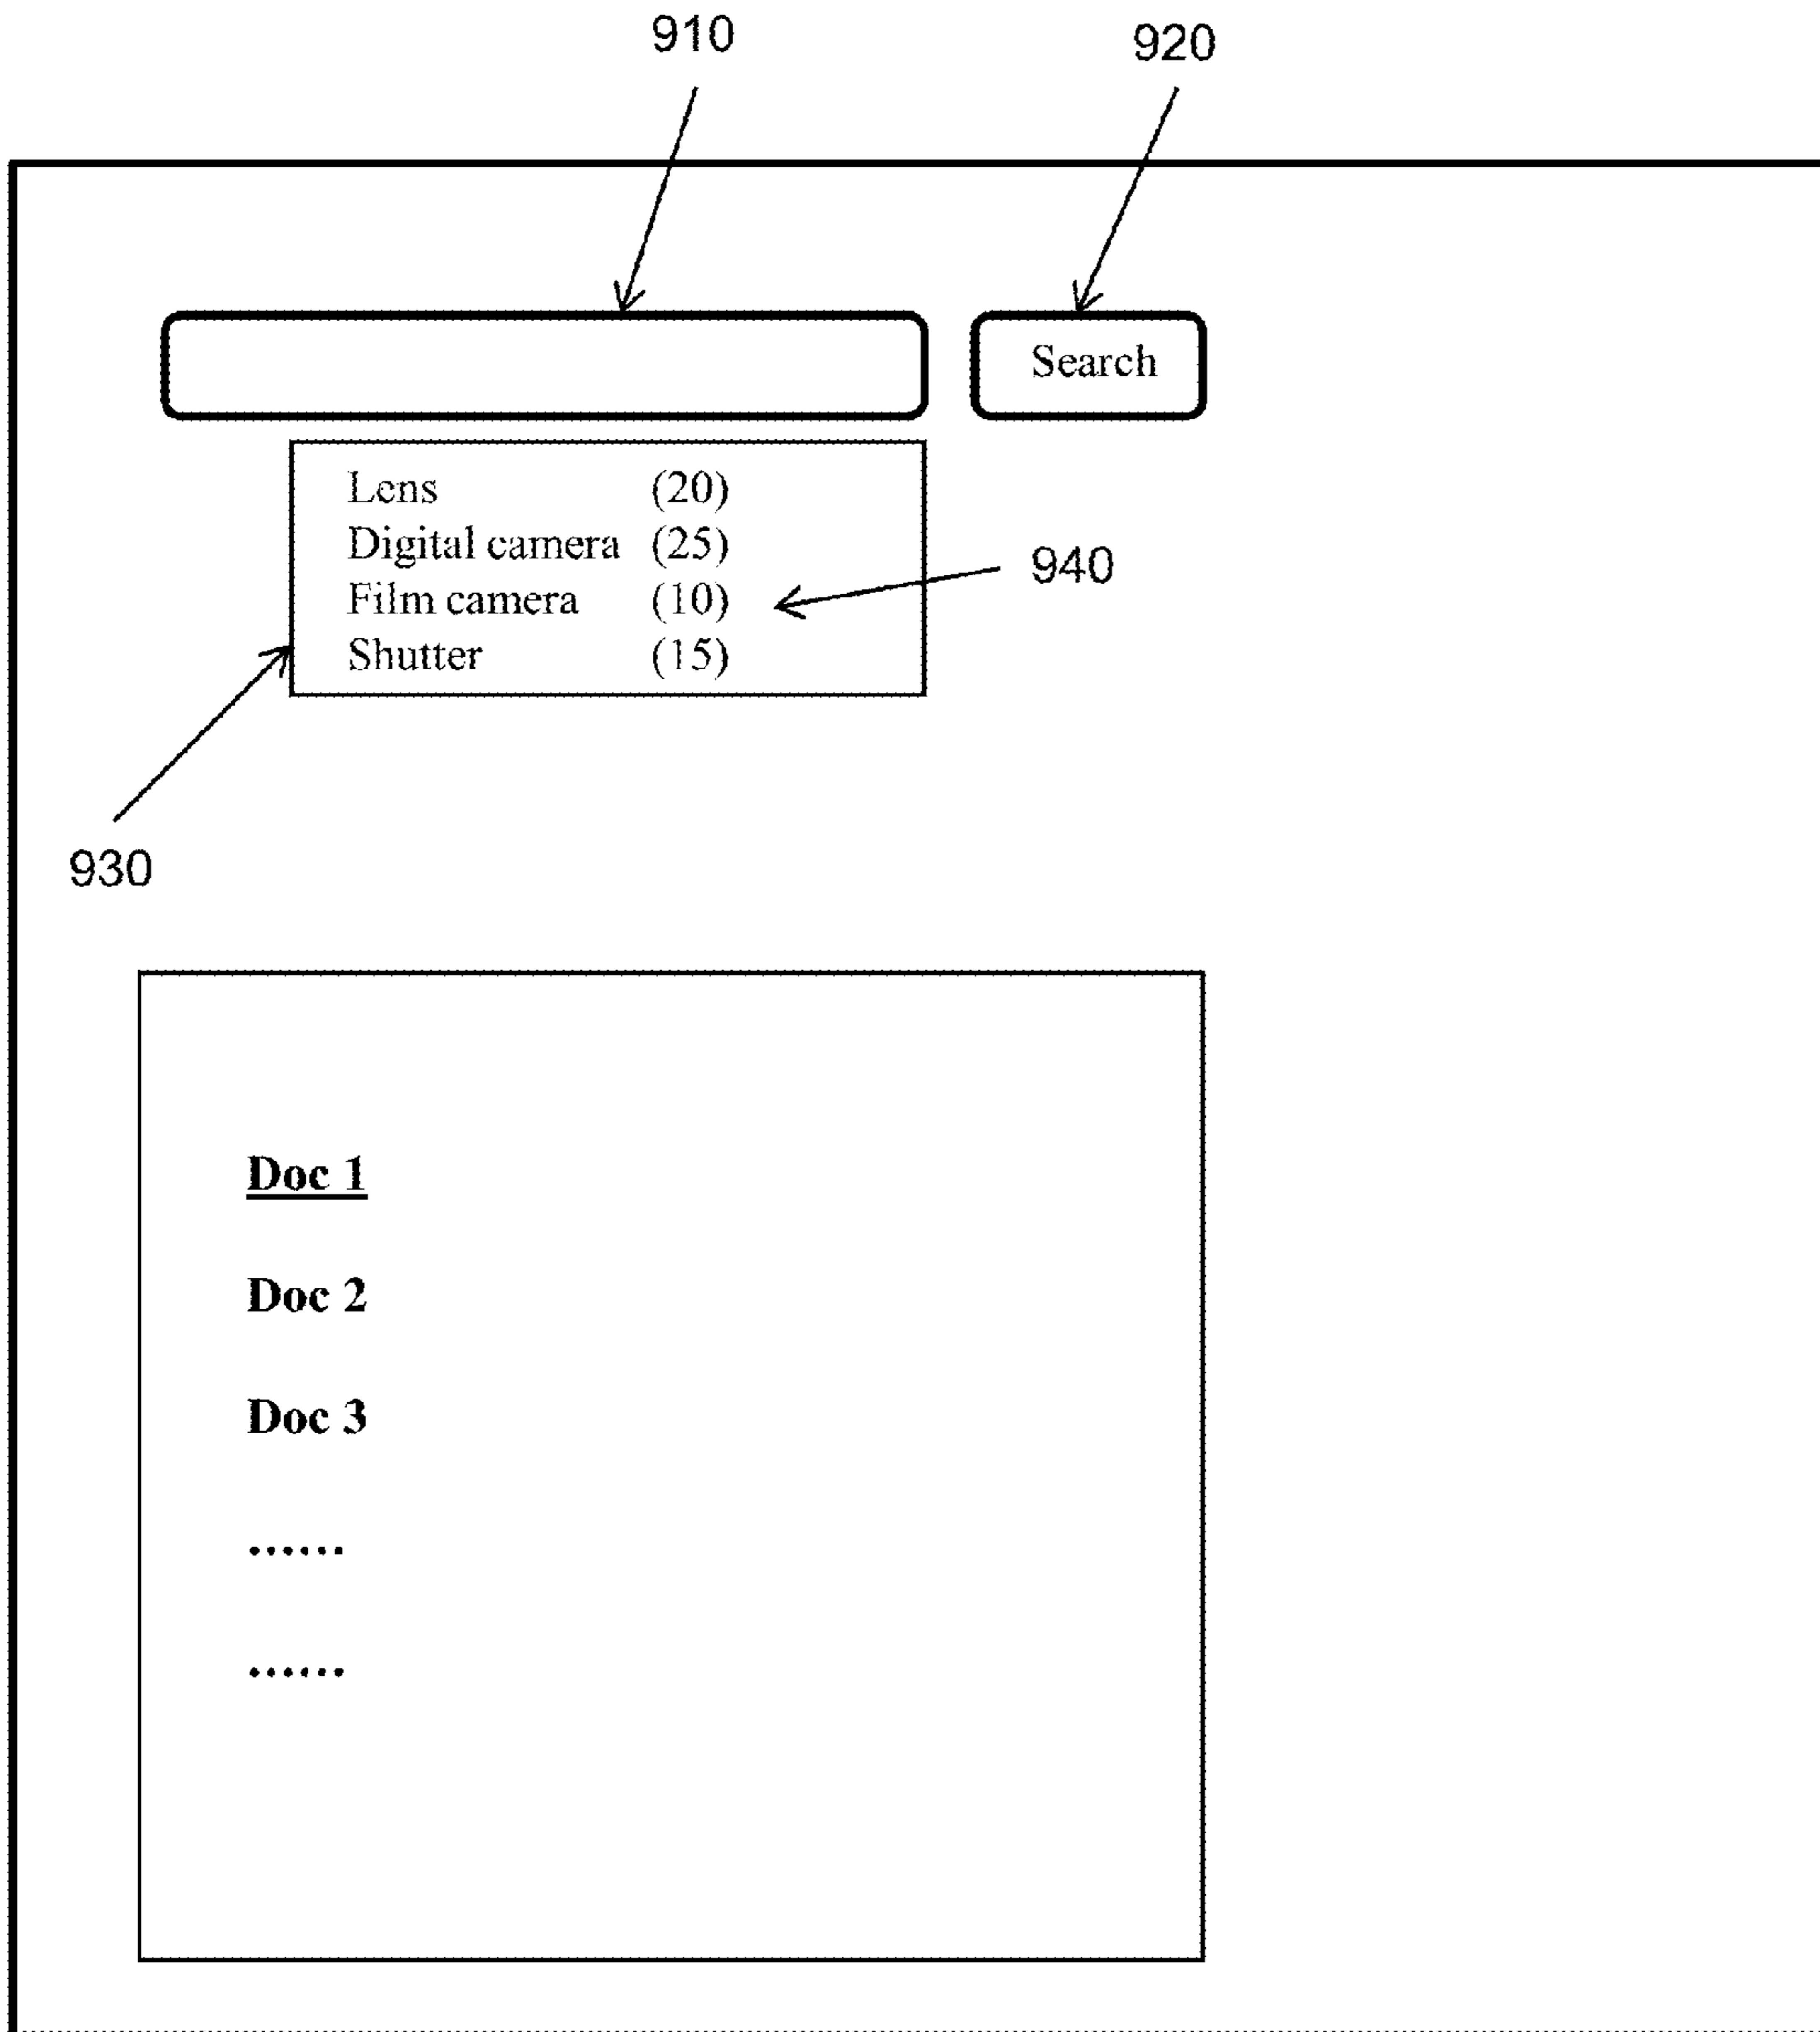 910 920
Search
Lens (20)
Digital camera (25)
Film camera (10)
940
Shutter (15)
930
Doc 1
Doc 2
Doc 3
......
......